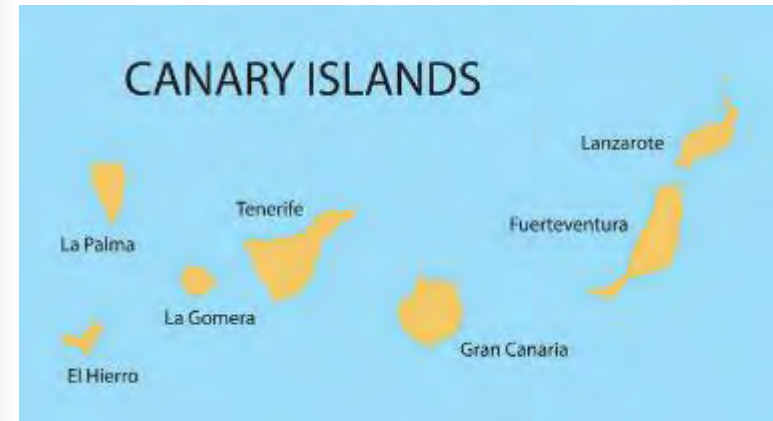 CANARY ISLANDS
Lanzarote
Tenerife
Fuerteventura
La Palma
La Gomera
Gran Canaria
El Hierro